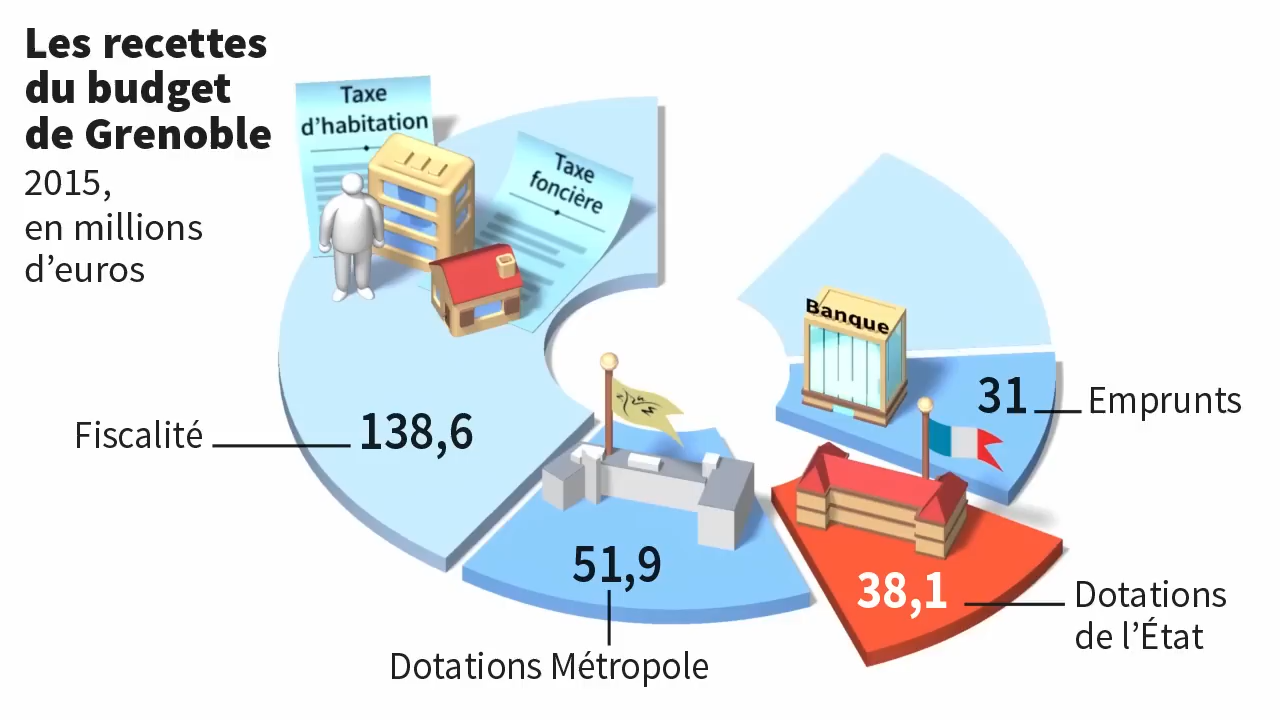 Les recettes
du budget
de Grenoble
2015,
en millions
d’euros
Taxe
d’habitation
Taxe
foncière
Banque
31
Emprunts
Fiscalité
138,6
51,9
38,1
Dotations
de l’État
Dotations Métropole